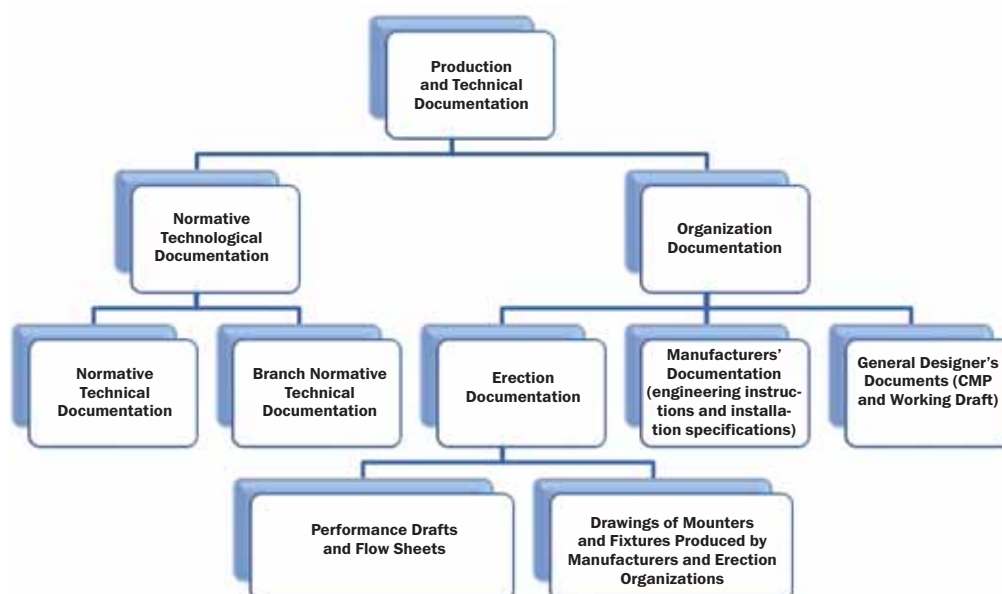 Production
and Technical
Documentation
Normative
Technological
Documentation
Organization
Documentation
Normative
Technical
Documentation
Branch Normative
Technical
Documentation
Erection
Documentation
Manufacturers’
Documentation
(engineering instruc-
tions and installa-
tion specifications)
General Designer’s
Documents (CMP
and Working Draft)
Performance Drafts
and Flow Sheets
Drawings of Mounters
and Fixtures Produced by
Manufacturers and Erection
Organizations